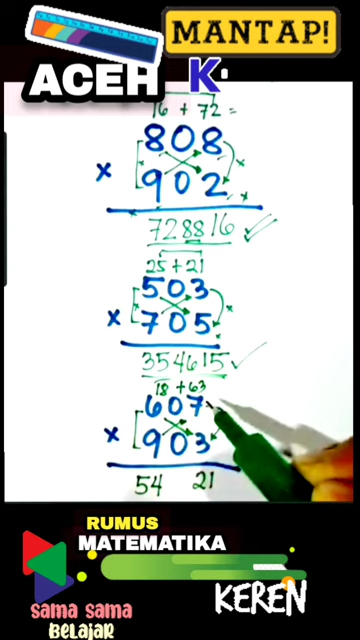 MANTAP!
ACEH K
16 + 72 =
808
× 902
728816
25 + 21
503
× 705
354615
18 + 63
607
× 903
54 21
RUMUS
MATEMATIKA
KEREN
SAMA SAMA
BELAJAR